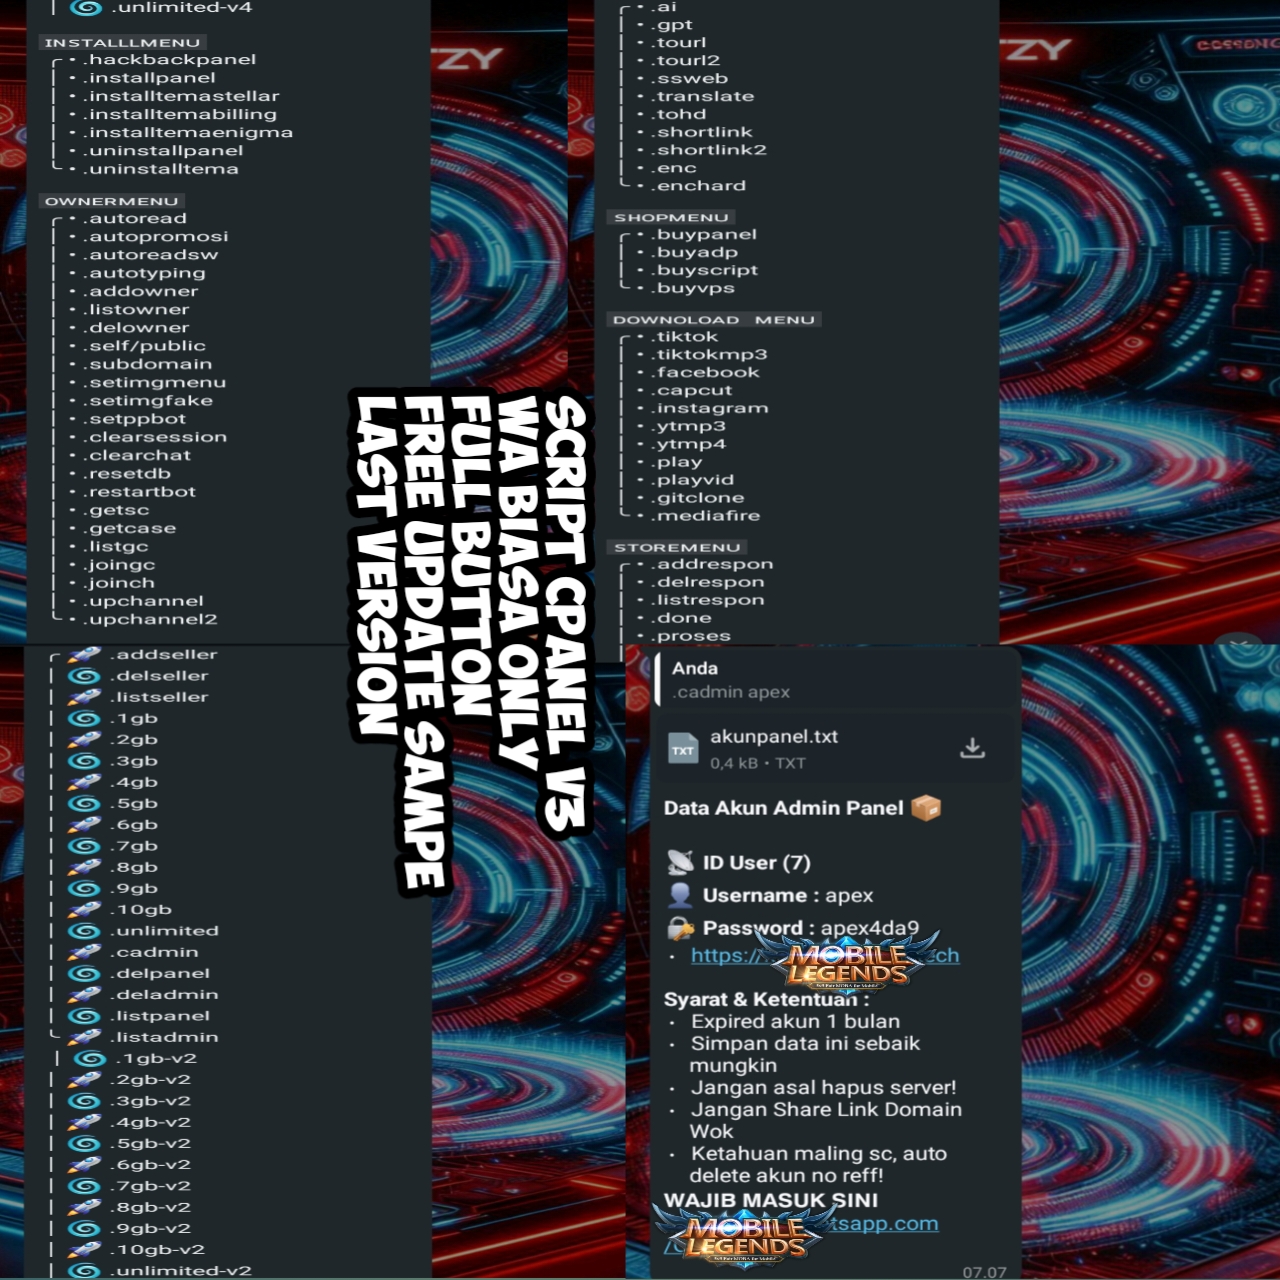 .unlimited-v4
INSTALLLMENU
.hackbackpanel
.installpanel
.installtemastellar
.installtemabilling
.installtemaenigma
.uninstallpanel
.uninstalltema
OWNERMENU
.autoread
.autopromosi
.autoreadsw
.autotyping
.addowner
.listowner
.delowner
.self/public
.subdomain
.setimgmenu
.setimgfake
.setppbot
.clearsession
.clearchat
.resetdb
.restartbot
.getsc
.getcase
.listgc
.joingc
.joinch
.upchannel
.upchannel2
TZY
.ai
.gpt
.tourl
.tourl2
.ssweb
.translate
.tohd
.shortlink
.shortlink2
.enc
.enchard
SHOPMENU
.buypanel
.buyadp
.buyscript
.buyvps
DOWNOLOAD MENU
.tiktok
.tiktokmp3
.facebook
.capcut
.instagram
.ytmp3
.ytmp4
.play
.playvid
.gitclone
.mediafire
STOREMENU
.addrespon
.delrespon
.listrespon
.done
.proses
TZY
SCRIPT CPANEL V3
WA BIASA ONLY
FULL BUTTON
FREE UPDATE SAMPE
LAST VERSION
.addseller
.delseller
.listseller
.1gb
.2gb
.3gb
.4gb
.5gb
.6gb
.7gb
.8gb
.9gb
.10gb
.unlimited
.cadmin
.delpanel
.deladmin
.listpanel
.listadmin
.1gb-v2
.2gb-v2
.3gb-v2
.4gb-v2
.5gb-v2
.6gb-v2
.7gb-v2
.8gb-v2
.9gb-v2
.10gb-v2
.unlimited-v2
Anda
.cadmin apex
TXT
akunpanel.txt
0,4 kB • TXT
Data Akun Admin Panel
ID User (7)
Username : apex
Password : apex4da9
https:/ ch
MOBILE
LEGENDS
Syarat & Ketentuan :
Expired akun 1 bulan
Simpan data ini sebaik
mungkin
Jangan asal hapus server!
Jangan Share Link Domain
Wok
Ketahuan maling sc, auto
delete akun no reff!
WAJIB MASUK SINI
tsapp.com
MOBILE
LEGENDS
07.07